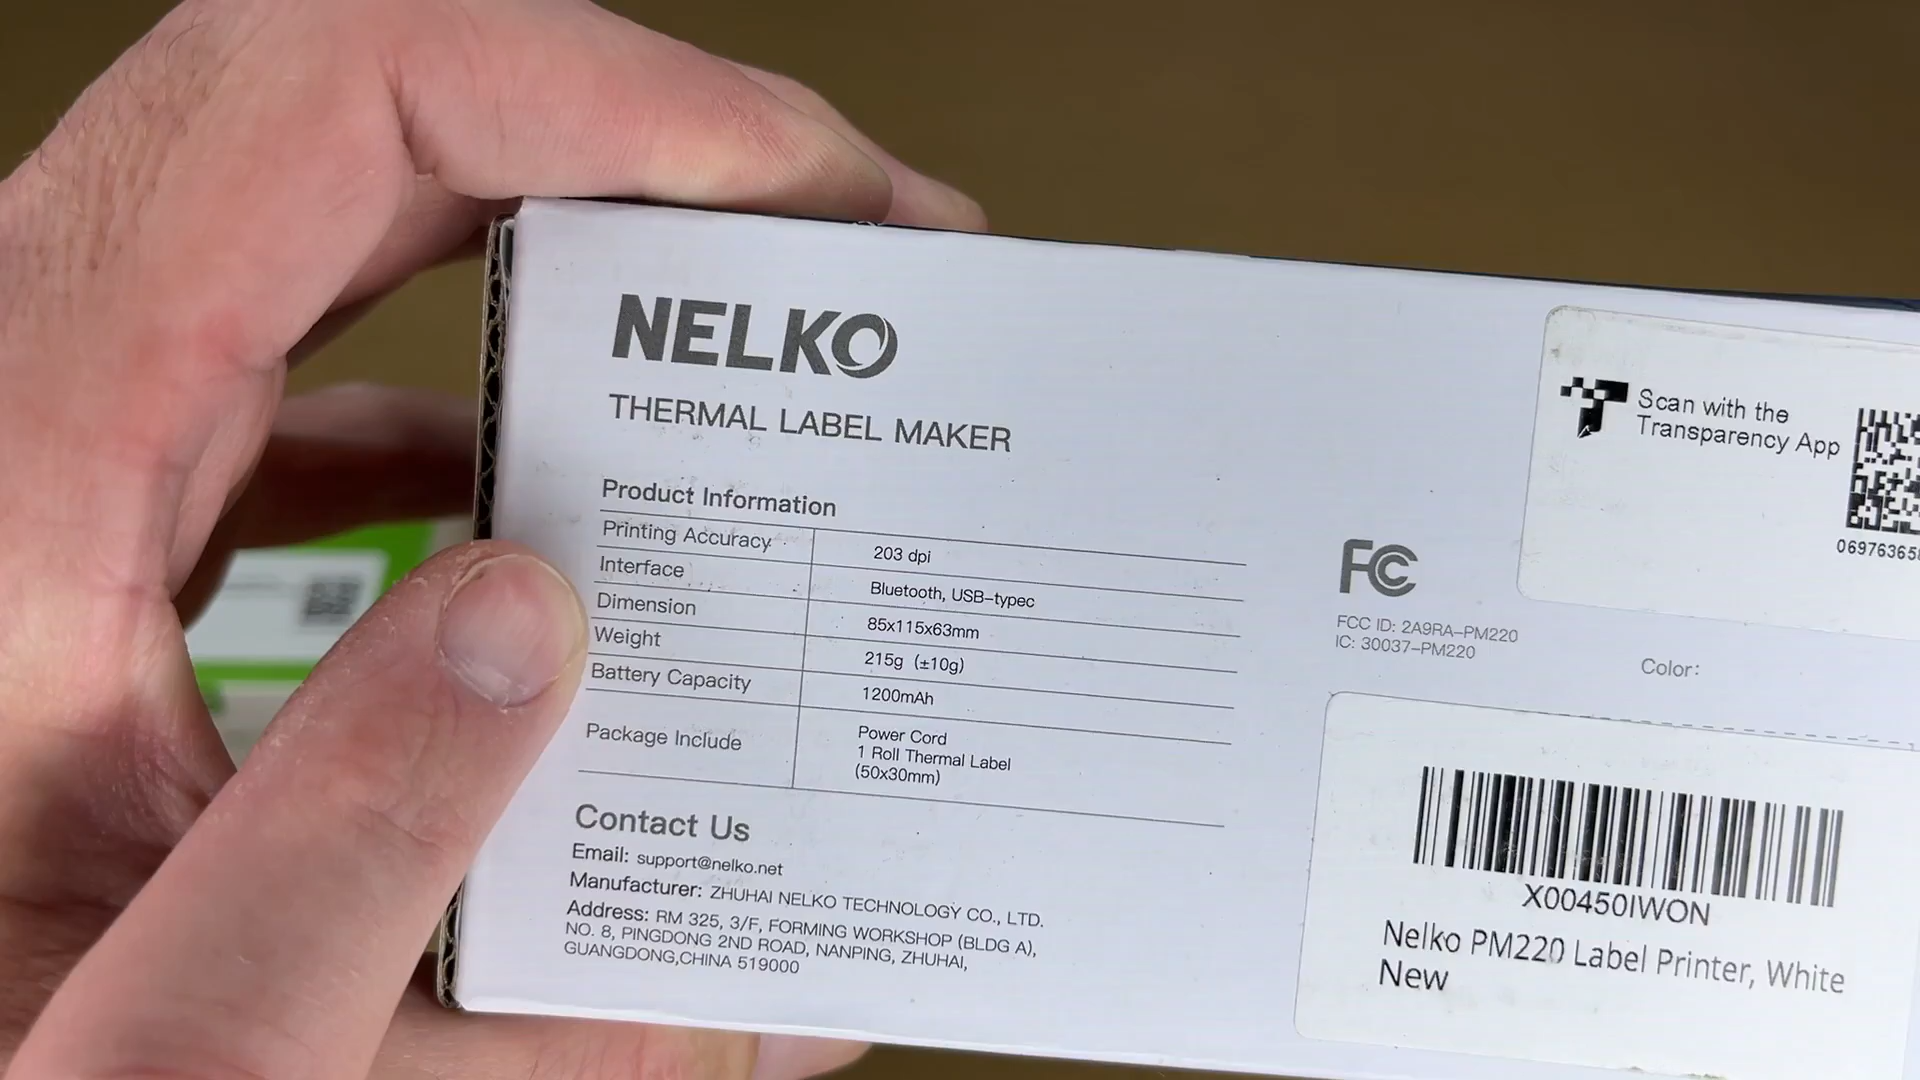 NELKO
THERMAL LABEL MAKER
Product Information
Printing Accuracy 203 dpi
Interface Bluetooth, USB-typec
Dimension 85x115x63mm
Weight 215g (±10g)
Battery Capacity 1200mAh
Package Include Power Cord
1 Roll Thermal Label
(50x30mm)
Contact Us
Email: support@nelko.net
Manufacturer: ZHUHAI NELKO TECHNOLOGY CO., LTD.
Address: RM 325, 3/F, FORMING WORKSHOP (BLDG A),
NO. 8, PINGDONG 2ND ROAD, NANPING, ZHUHAI,
GUANGDONG,CHINA 519000
Scan with the
Transparency App
FC
FCC ID: 2A9RA-PM220
IC: 30037-PM220
Color:
X00450IWON
Nelko PM220 Label Printer, White
New